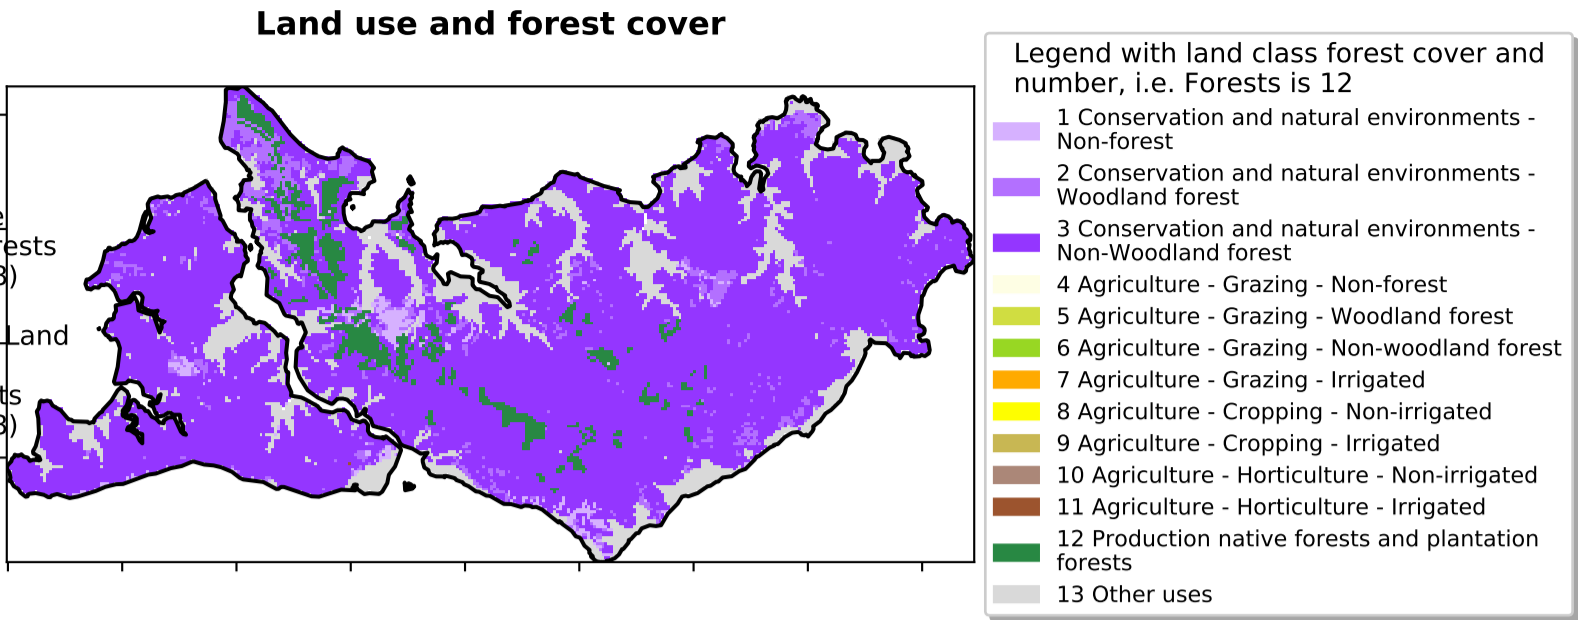 Land use and forest cover
3)
Land
3)
Legend with land class forest cover and
number, i.e. Forests is 12
1 Conservation and natural environments -
Non-forest
2 Conservation and natural environments -
Woodland forest
3 Conservation and natural environments -
Non-Woodland forest
4 Agriculture - Grazing - Non-forest
5 Agriculture - Grazing - Woodland forest
6 Agriculture - Grazing - Non-woodland forest
7 Agriculture - Grazing - Irrigated
8 Agriculture - Cropping - Non-irrigated
9 Agriculture - Cropping - Irrigated
10 Agriculture - Horticulture - Non-irrigated
11 Agriculture - Horticulture - Irrigated
12 Production native forests and plantation
forests
13 Other uses